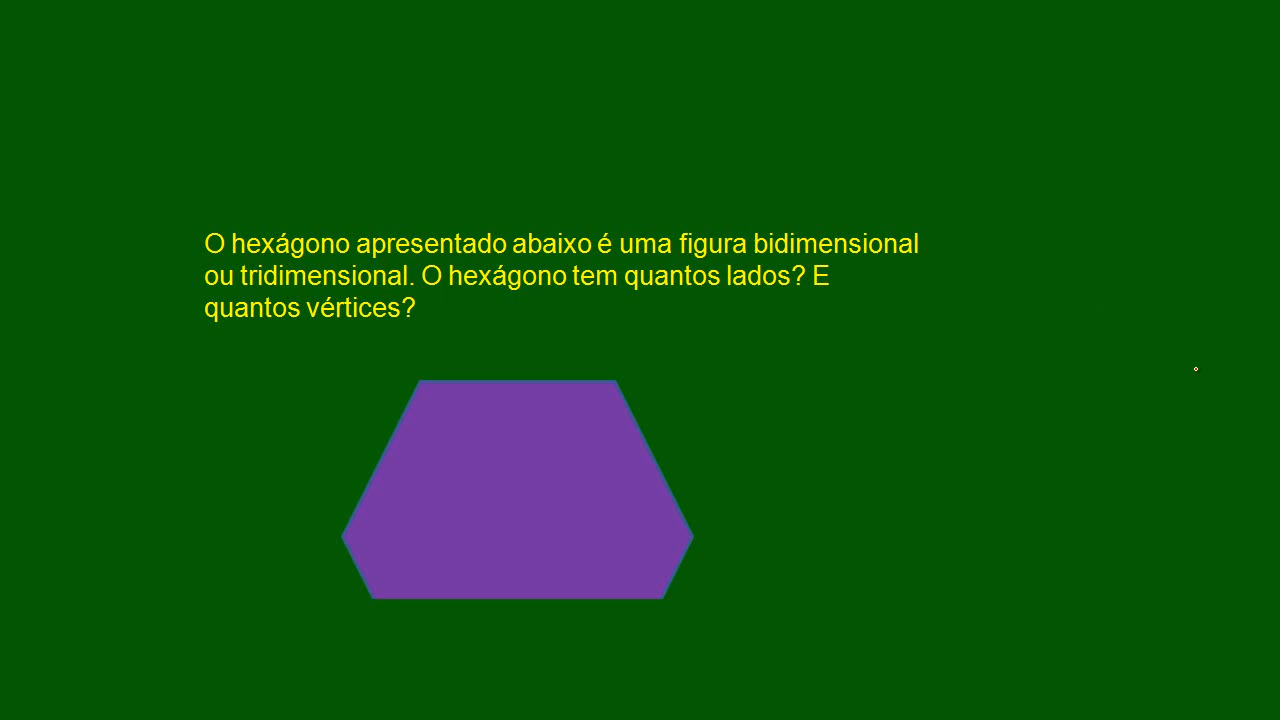 O hexágono apresentado abaixo é uma figura bidimensional
ou tridimensional. O hexágono tem quantos lados? E
quantos vértices?